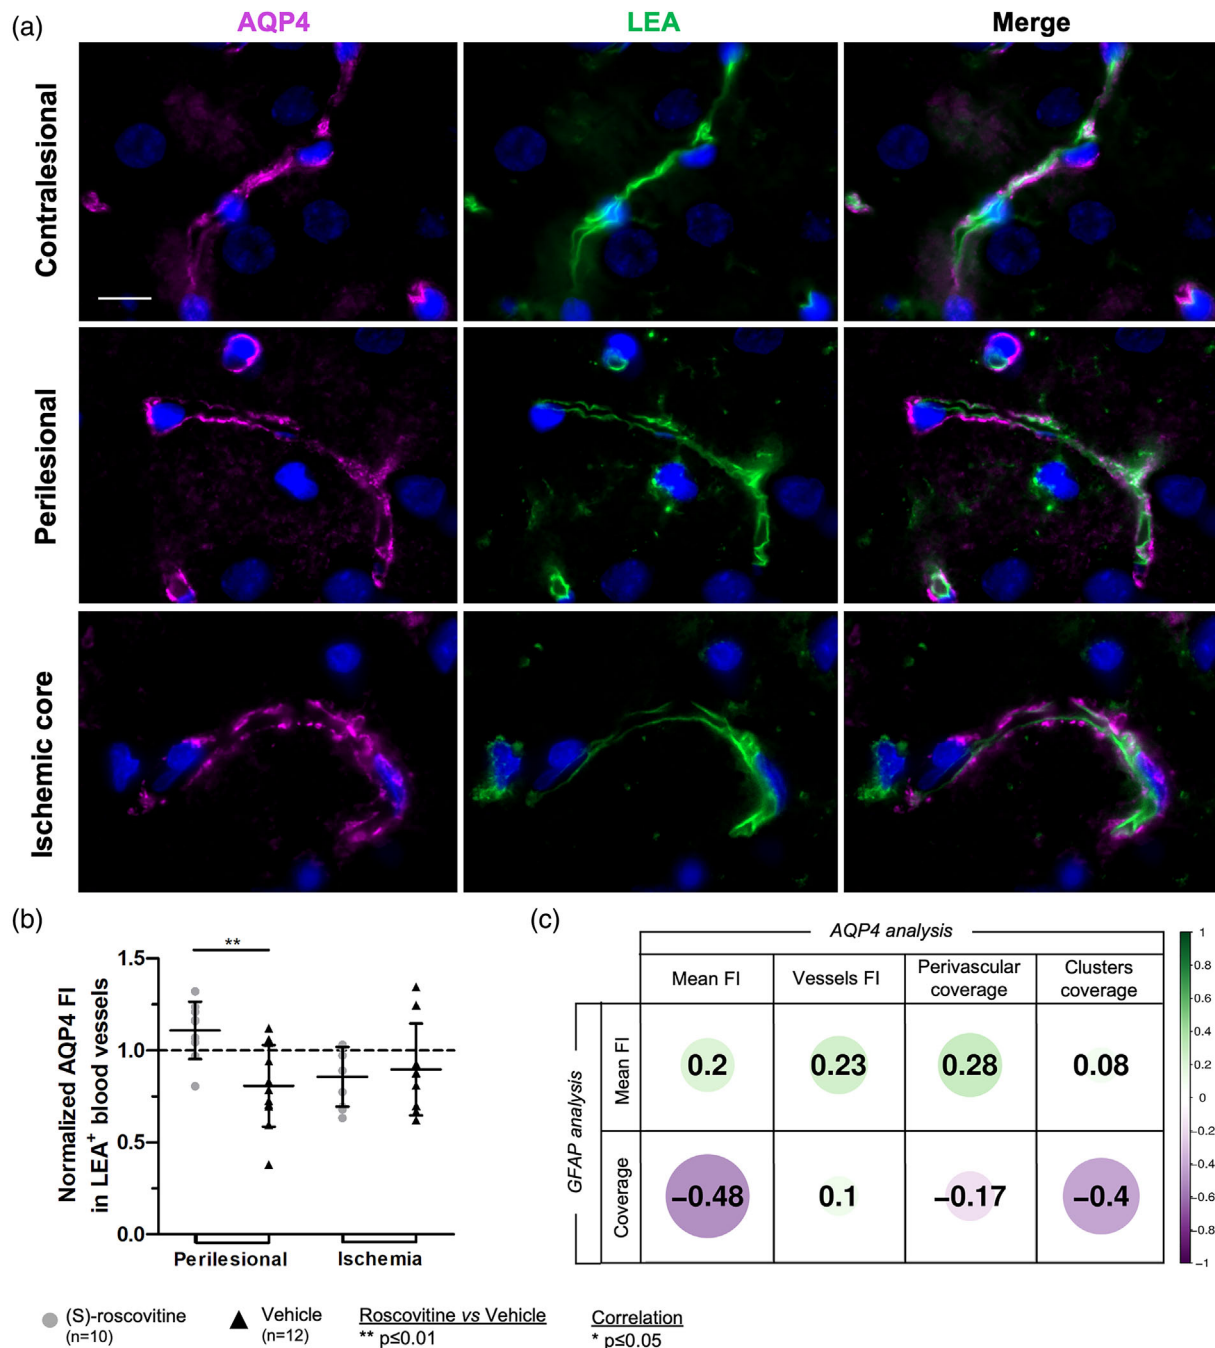 (a)
AQP4
LEA
Merge
Contralesional
Perilesional
Ischemic core
(b)
Normalized AQP4 FI
in LEA⁺ blood vessels
1.5
1.0
0.5
0.0
**
Perilesional
Ischemia
(c)
AQP4 analysis
Mean FI
Vessels FI
Perivascular
coverage
Clusters
coverage
GFAP analysis
Mean FI
0.2
0.23
0.28
0.08
Coverage
−0.48
0.1
−0.17
−0.4
1
0.8
0.6
0.4
0.2
0
−0.2
−0.4
−0.6
−0.8
−1
(S)-roscovitine
(n=10)
Vehicle
(n=12)
Roscovitine vs Vehicle
** p≤0.01
Correlation
* p≤0.05